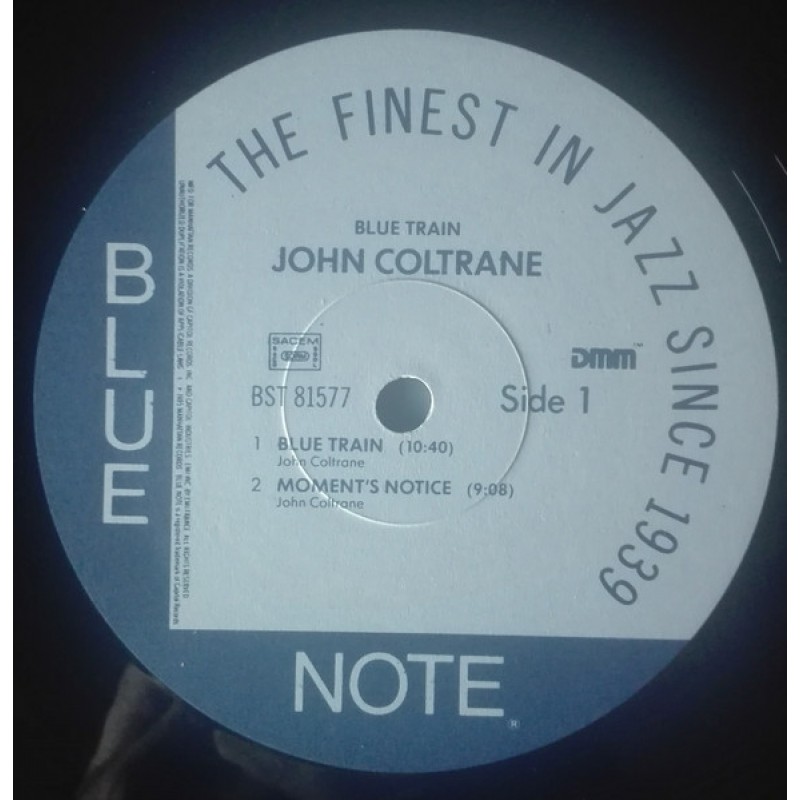 THE FINEST IN JAZZ SINCE 1939
BLUE TRAIN
JOHN COLTRANE
SACEM
DMM™
BST 81577
Side 1
1 BLUE TRAIN (10:40)
John Coltrane
2 MOMENT'S NOTICE (9:08)
John Coltrane
BLUE
NOTE®